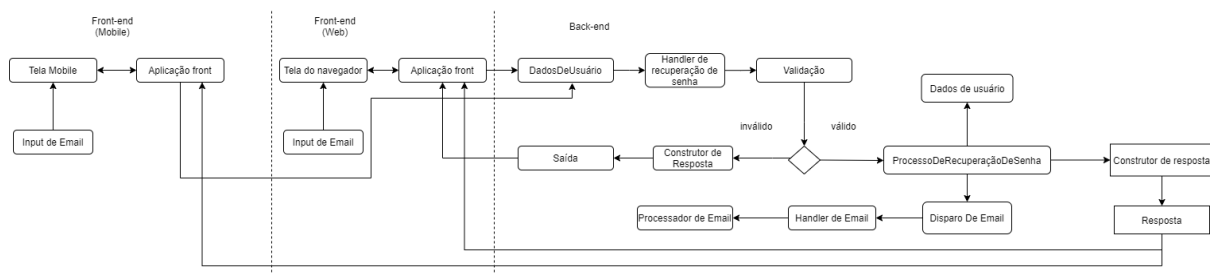 Front-end
(Mobile)
Front-end
(Web)
Back-end
Tela Mobile
Aplicação front
Tela do navegador
Aplicação front
DadosDeUsuário
Handler de
recuperação de
senha
Validação
Dados de usuário
Input de Email
Input de Email
inválido
válido
Saída
Construtor de
Resposta
ProcessoDeRecuperaçãoDeSenha
Construtor de resposta
Processador de Email
Handler de Email
Disparo De Email
Resposta